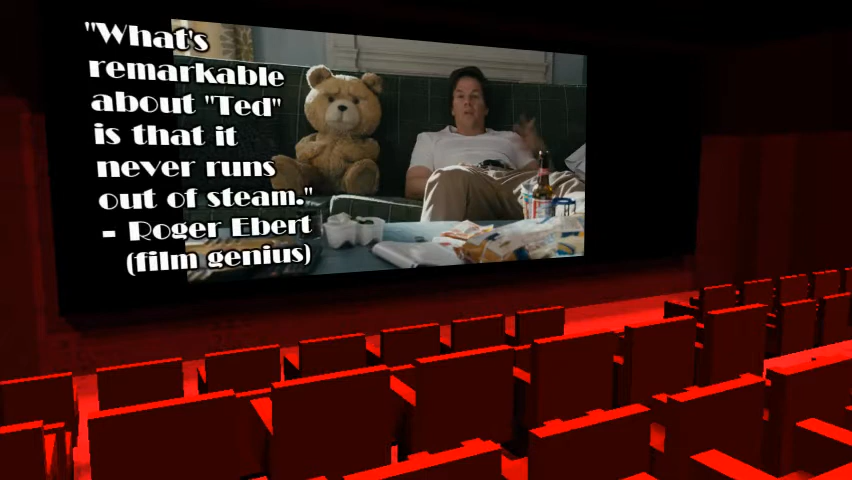 "What's
remarkable
about "Ted"
is that it
never runs
out of steam."
- Roger Ebert
(film genius)